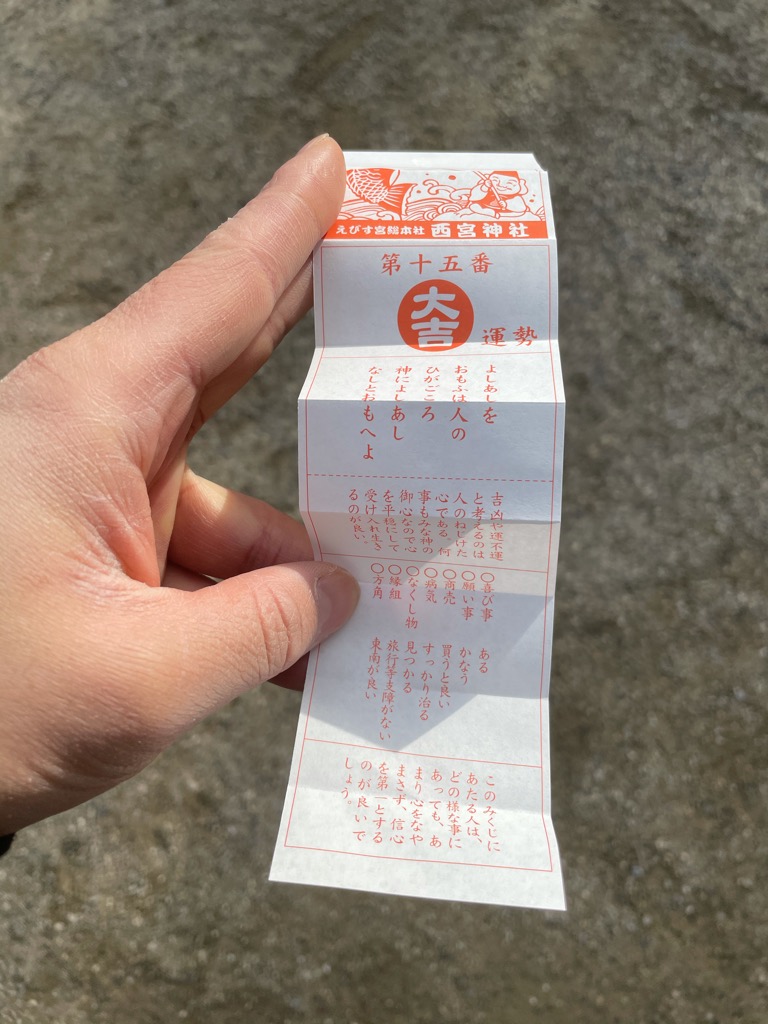 えびす宮総本社 西宮神社
第十五番
大吉
運勢
よしあしを
おもふは人の
ひがごころ
神によしあし
なしとおもへよ
吉凶や運不運
と考えるのは
人のねじけた
心である、何
事もみな神の
御心なので心
を平穏にして
受け入れ生き
るのが良い。
○喜び事 ある
○願い事 かなう
○商売 買うと良い
○病気 すっかり治る
○なくし物 見つかる
○縁組 旅行等支障がない
○方角 東南が良い
このみくじに
あたる人は、
どの様な事に
あっても、あ
まり心をなや
まさず、信心
を第一とする
のが良いで
しょう。